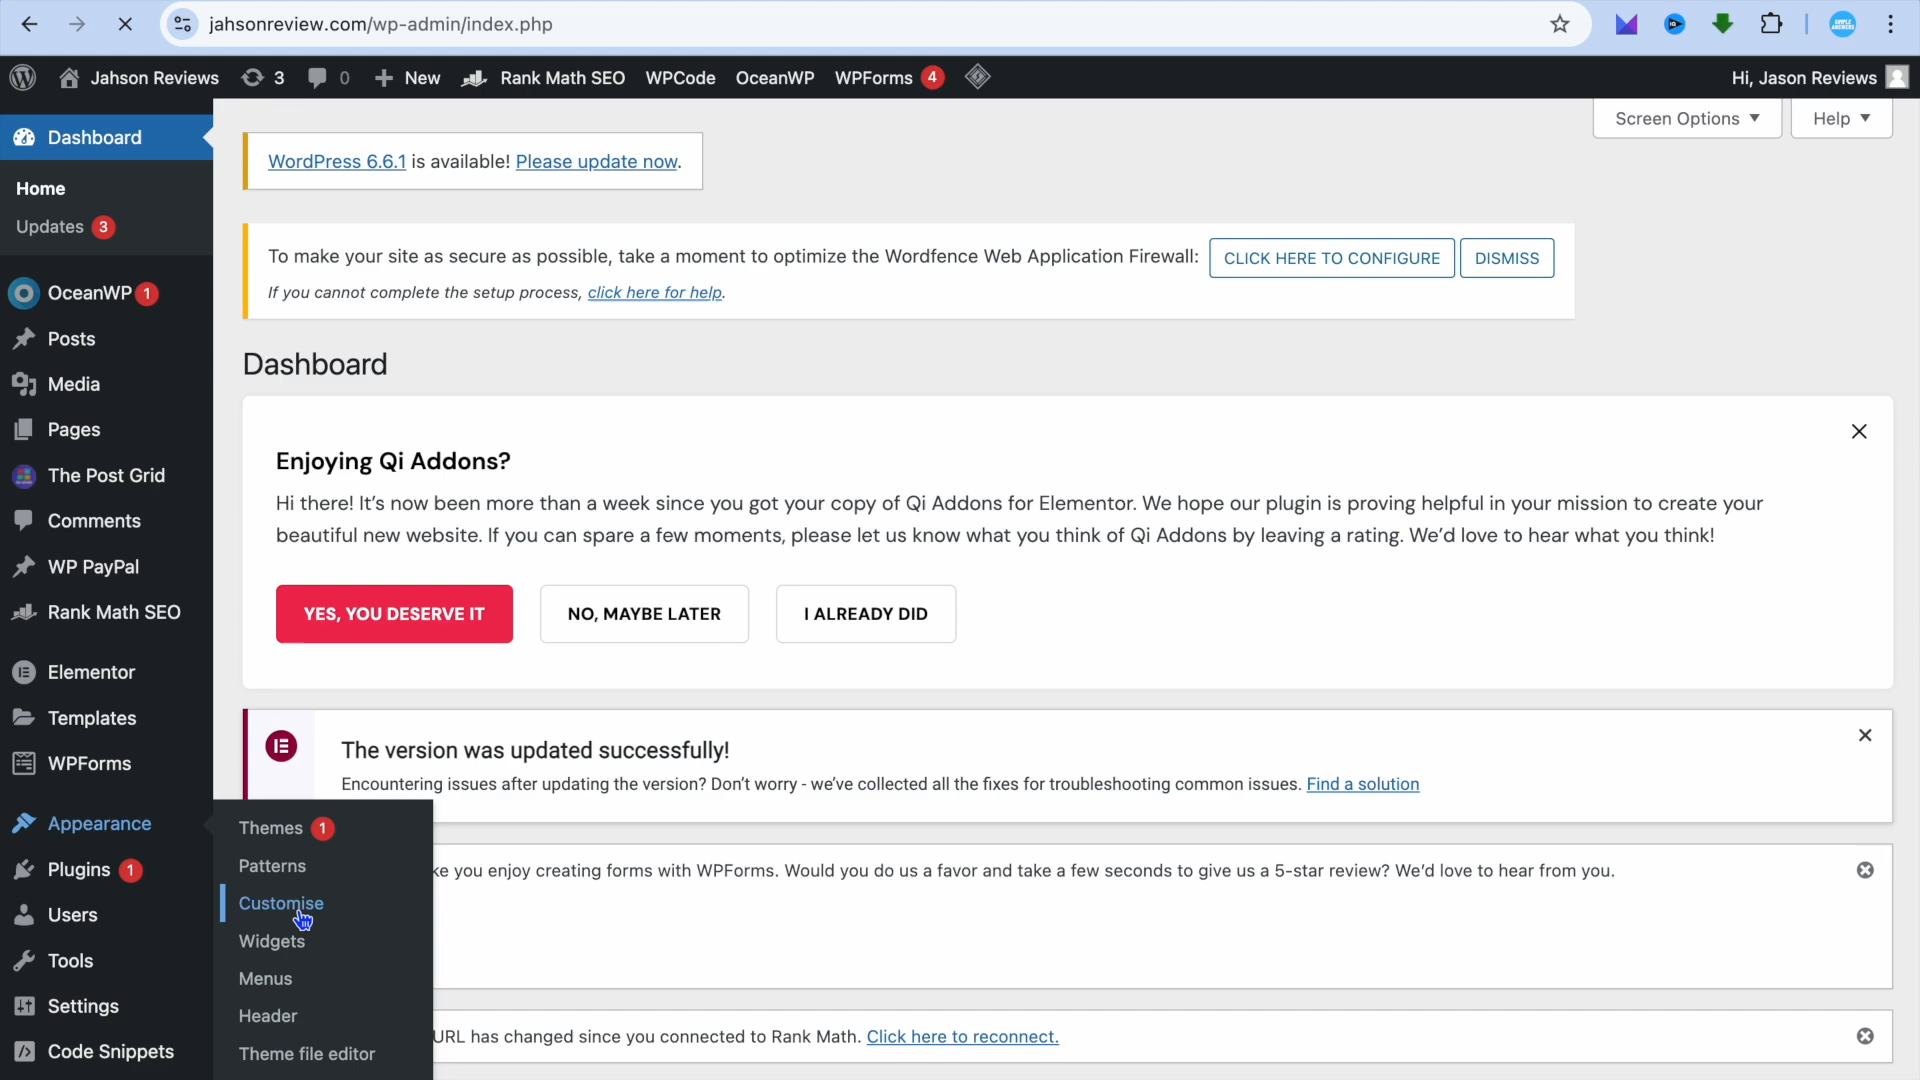 jahsonreview.com/wp-admin/index.php
Jahson Reviews 3 0 New Rank Math SEO WPCode OceanWP WPForms 4 Hi, Jason Reviews
Screen Options Help
Dashboard
Home
Updates 3
OceanWP 1
Posts
Media
Pages
The Post Grid
Comments
WP PayPal
Rank Math SEO
Elementor
Templates
WPForms
Appearance
Plugins 1
Users
Tools
Settings
Code Snippets
Themes 1
Patterns
Customise
Widgets
Menus
Header
Theme file editor
WordPress 6.6.1 is available! Please update now.
To make your site as secure as possible, take a moment to optimize the Wordfence Web Application Firewall: CLICK HERE TO CONFIGURE DISMISS
If you cannot complete the setup process, click here for help.
Dashboard
Enjoying Qi Addons?
Hi there! It's now been more than a week since you got your copy of Qi Addons for Elementor. We hope our plugin is proving helpful in your mission to create your
beautiful new website. If you can spare a few moments, please let us know what you think of Qi Addons by leaving a rating. We'd love to hear what you think!
YES, YOU DESERVE IT NO, MAYBE LATER I ALREADY DID
The version was updated successfully!
Encountering issues after updating the version? Don't worry - we've collected all the fixes for troubleshooting common issues. Find a solution
you enjoy creating forms with WPForms. Would you do us a favor and take a few seconds to give us a 5-star review? We'd love to hear from you.
URL has changed since you connected to Rank Math. Click here to reconnect.